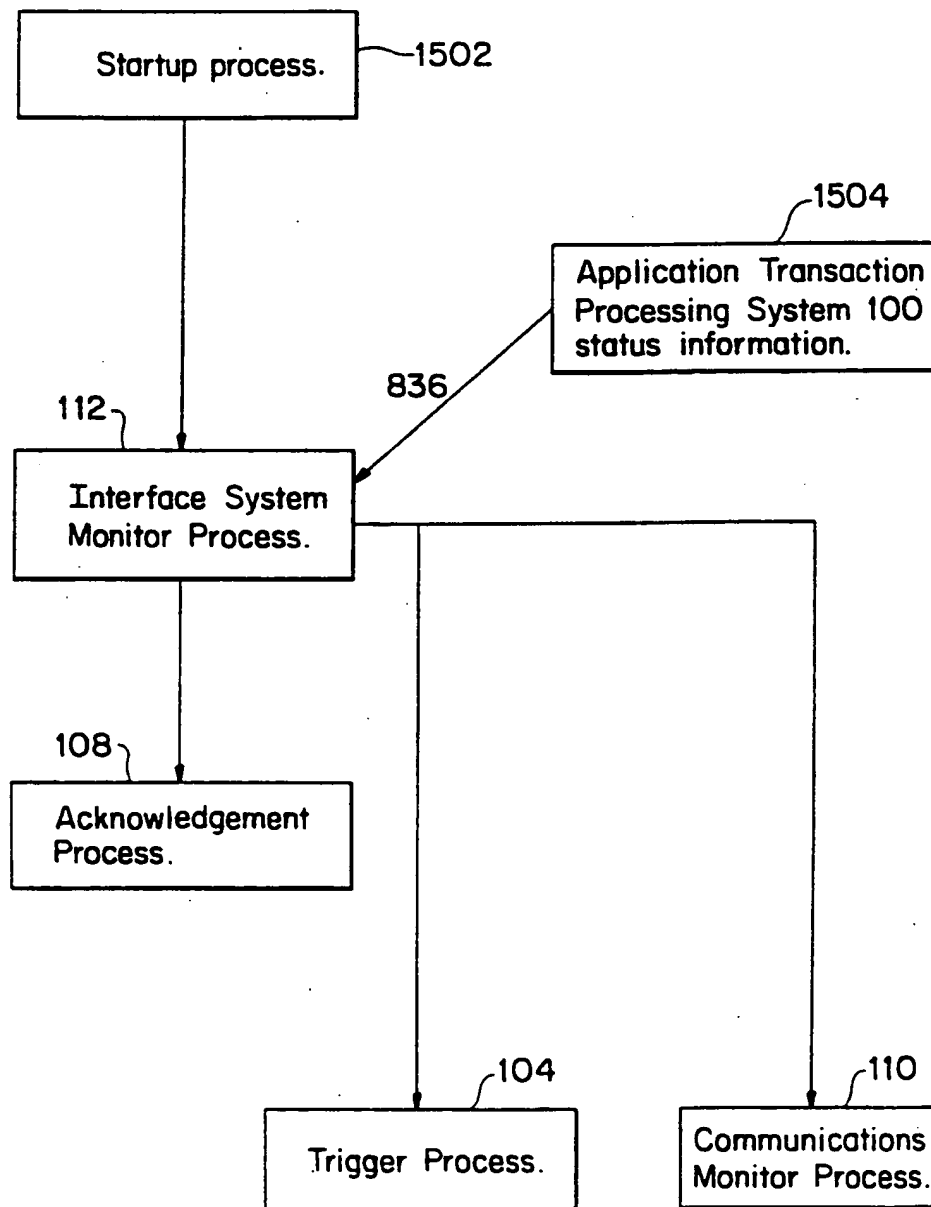 Startup process.
1502
1504
Application Transaction
Processing System 100
status information.
836
112
Interface System
Monitor Process.
108
Acknowledgement
Process.
104
Trigger Process.
110
Communications
Monitor Process.